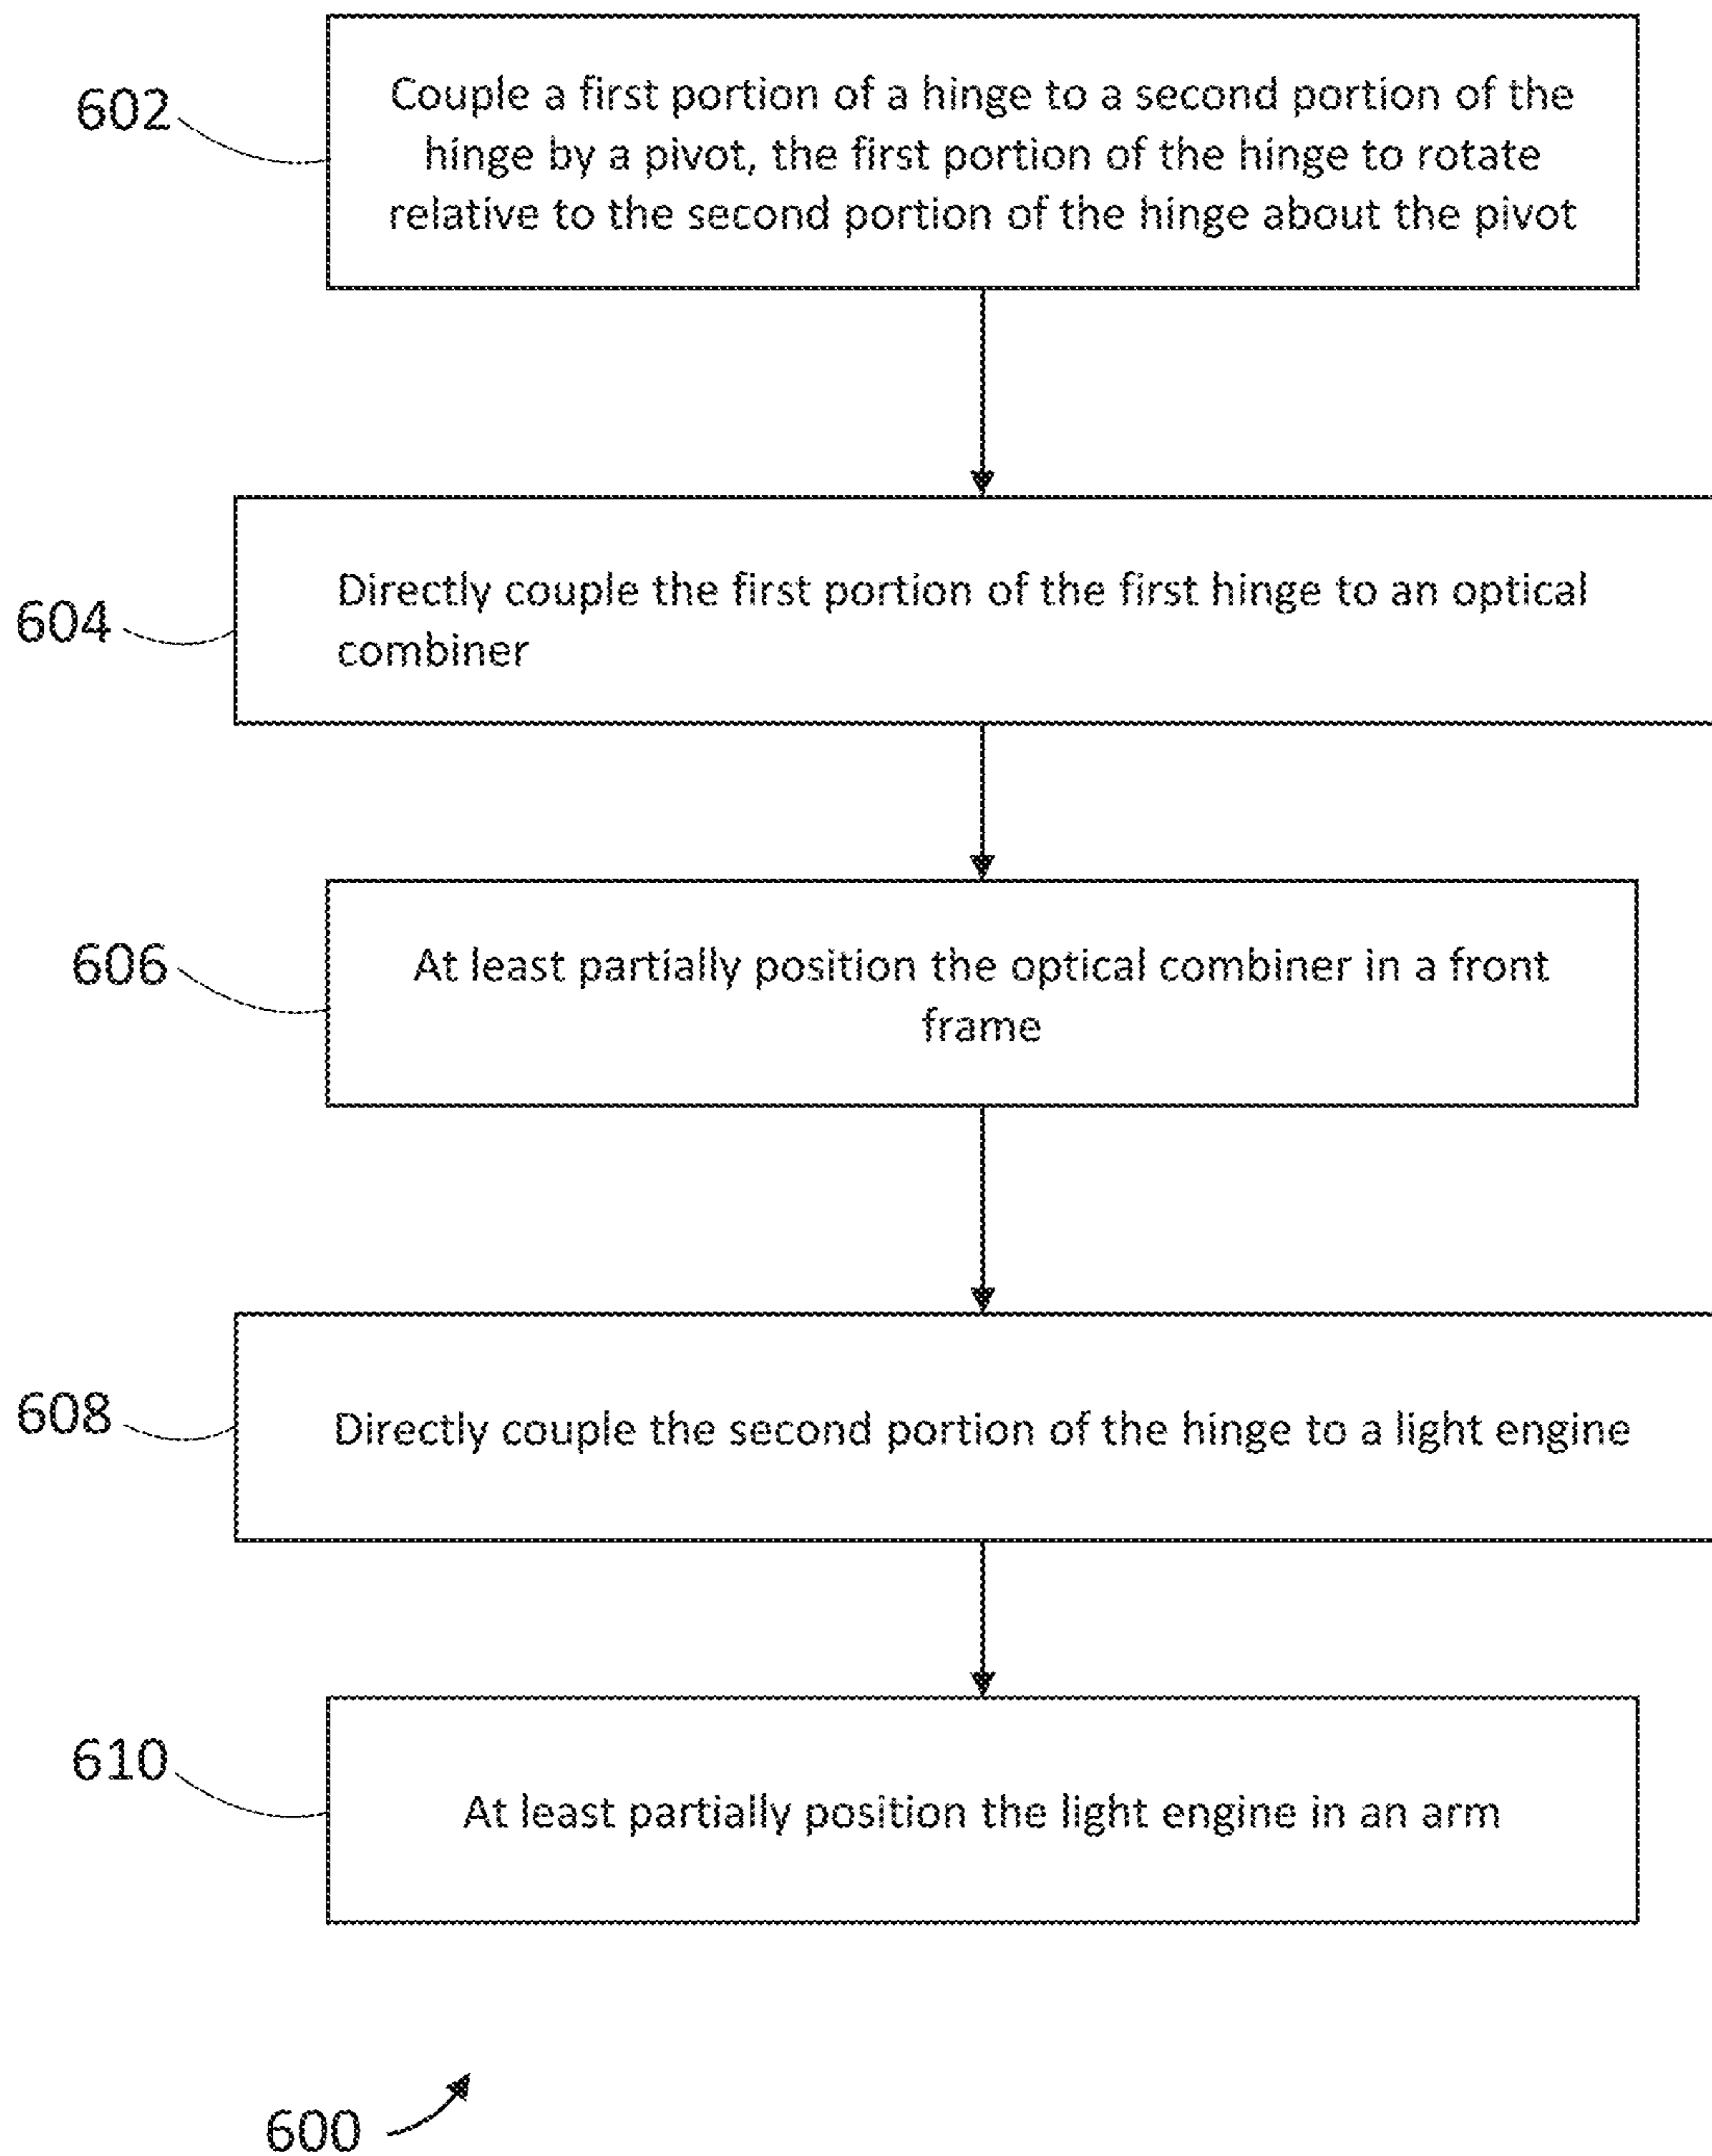 602
Couple a first portion of a hinge to a second portion of the
hinge by a pivot, the first portion of the hinge to rotate
relative to the second portion of the hinge about the pivot
604
Directly couple the first portion of the first hinge to an optical
combiner
606
At least partially position the optical combiner in a front
frame
608
Directly couple the second portion of the hinge to a light engine
610
At least partially position the light engine in an arm
600